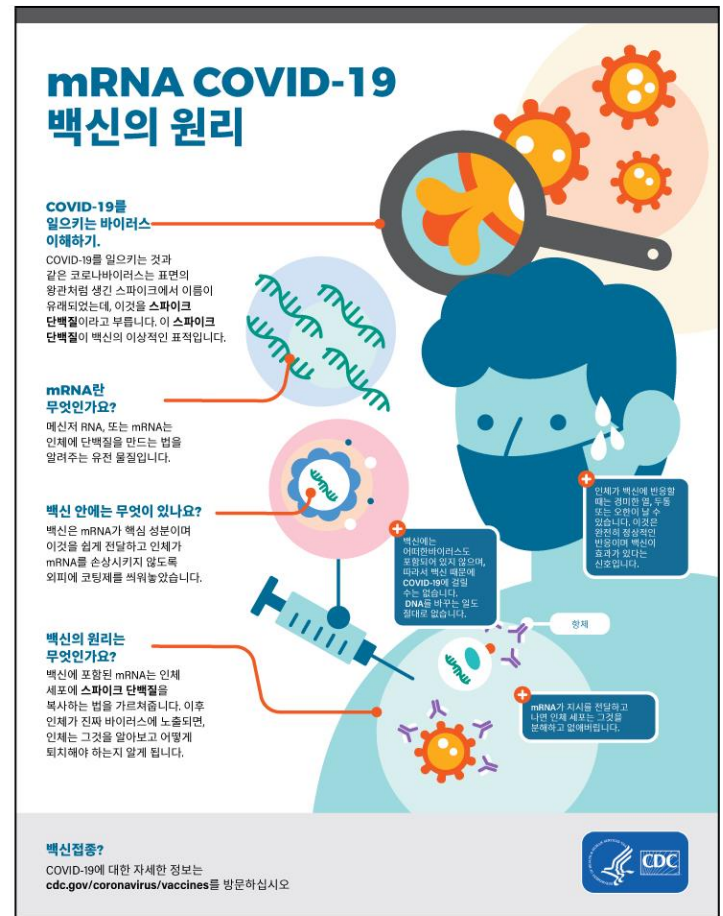 mRNA COVID-19
백신의 원리
COVID-19를
일으키는 바이러스
이해하기.
COVID-19를 일으키는 것과
같은 코로나바이러스는 표면의
왕관처럼 생긴 스파이크에서 이름이
유래되었는데, 이것을 스파이크
단백질이라고 부릅니다. 이 스파이크
단백질이 백신의 이상적인 표적입니다.
mRNA란
무엇인가요?
메신저 RNA, 또는 mRNA는
인체에 단백질을 만드는 법을
알려주는 유전 물질입니다.
백신 안에는 무엇이 있나요?
백신은 mRNA가 핵심 성분이며
이것을 쉽게 전달하고 인체가
mRNA를 손상시키지 않도록
외피에 코팅제를 씌워놓았습니다.
백신에는
어떠한바이러스도
포함되어 있지 않으며,
따라서 백신 때문에
COVID-19에 걸릴
수는 없습니다.
DNA를 바꾸는 일도
절대로 없습니다.
인체가 백신에 반응할
때는 경미한 열, 두통
또는 오한이 날 수
있습니다. 이것은
완전히 정상적인
반응이며 백신이
효과가 있다는
신호입니다.
백신의 원리는
무엇인가요?
백신에 포함된 mRNA는 인체
세포에 스파이크 단백질을
복사하는 법을 가르쳐줍니다. 이후
인체가 진짜 바이러스에 노출되면,
인체는 그것을 알아보고 어떻게
퇴치해야 하는지 알게 됩니다.
항체
mRNA가 지시를 전달하고
나면 인체 세포는 그것을
분해하고 없애버립니다.
백신접종?
COVID-19에 대한 자세한 정보는
cdc.gov/coronavirus/vaccines를 방문하십시오
CDC